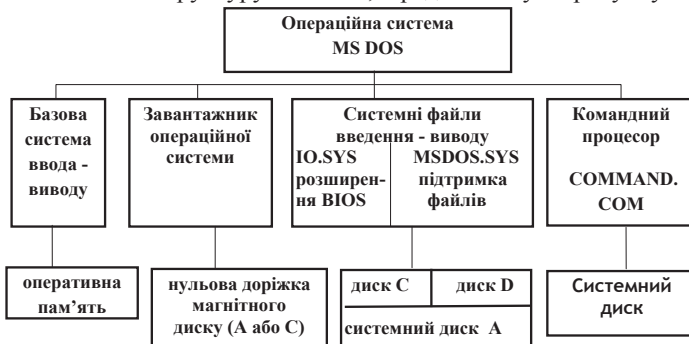 Операційна система
MS DOS
Базова
система
ввода -
виводу
Завантажник
операційної
системи
Системні файли
введення - виводу
IO.SYS
розширен-
ня BIOS
MSDOS.SYS
підтримка
файлів
Командний
процесор
COMMAND.
COM
оперативна
пам’ять
нульова доріжка
магнітного
диску (А або С)
диск С
диск D
системний диск А
Системний
диск